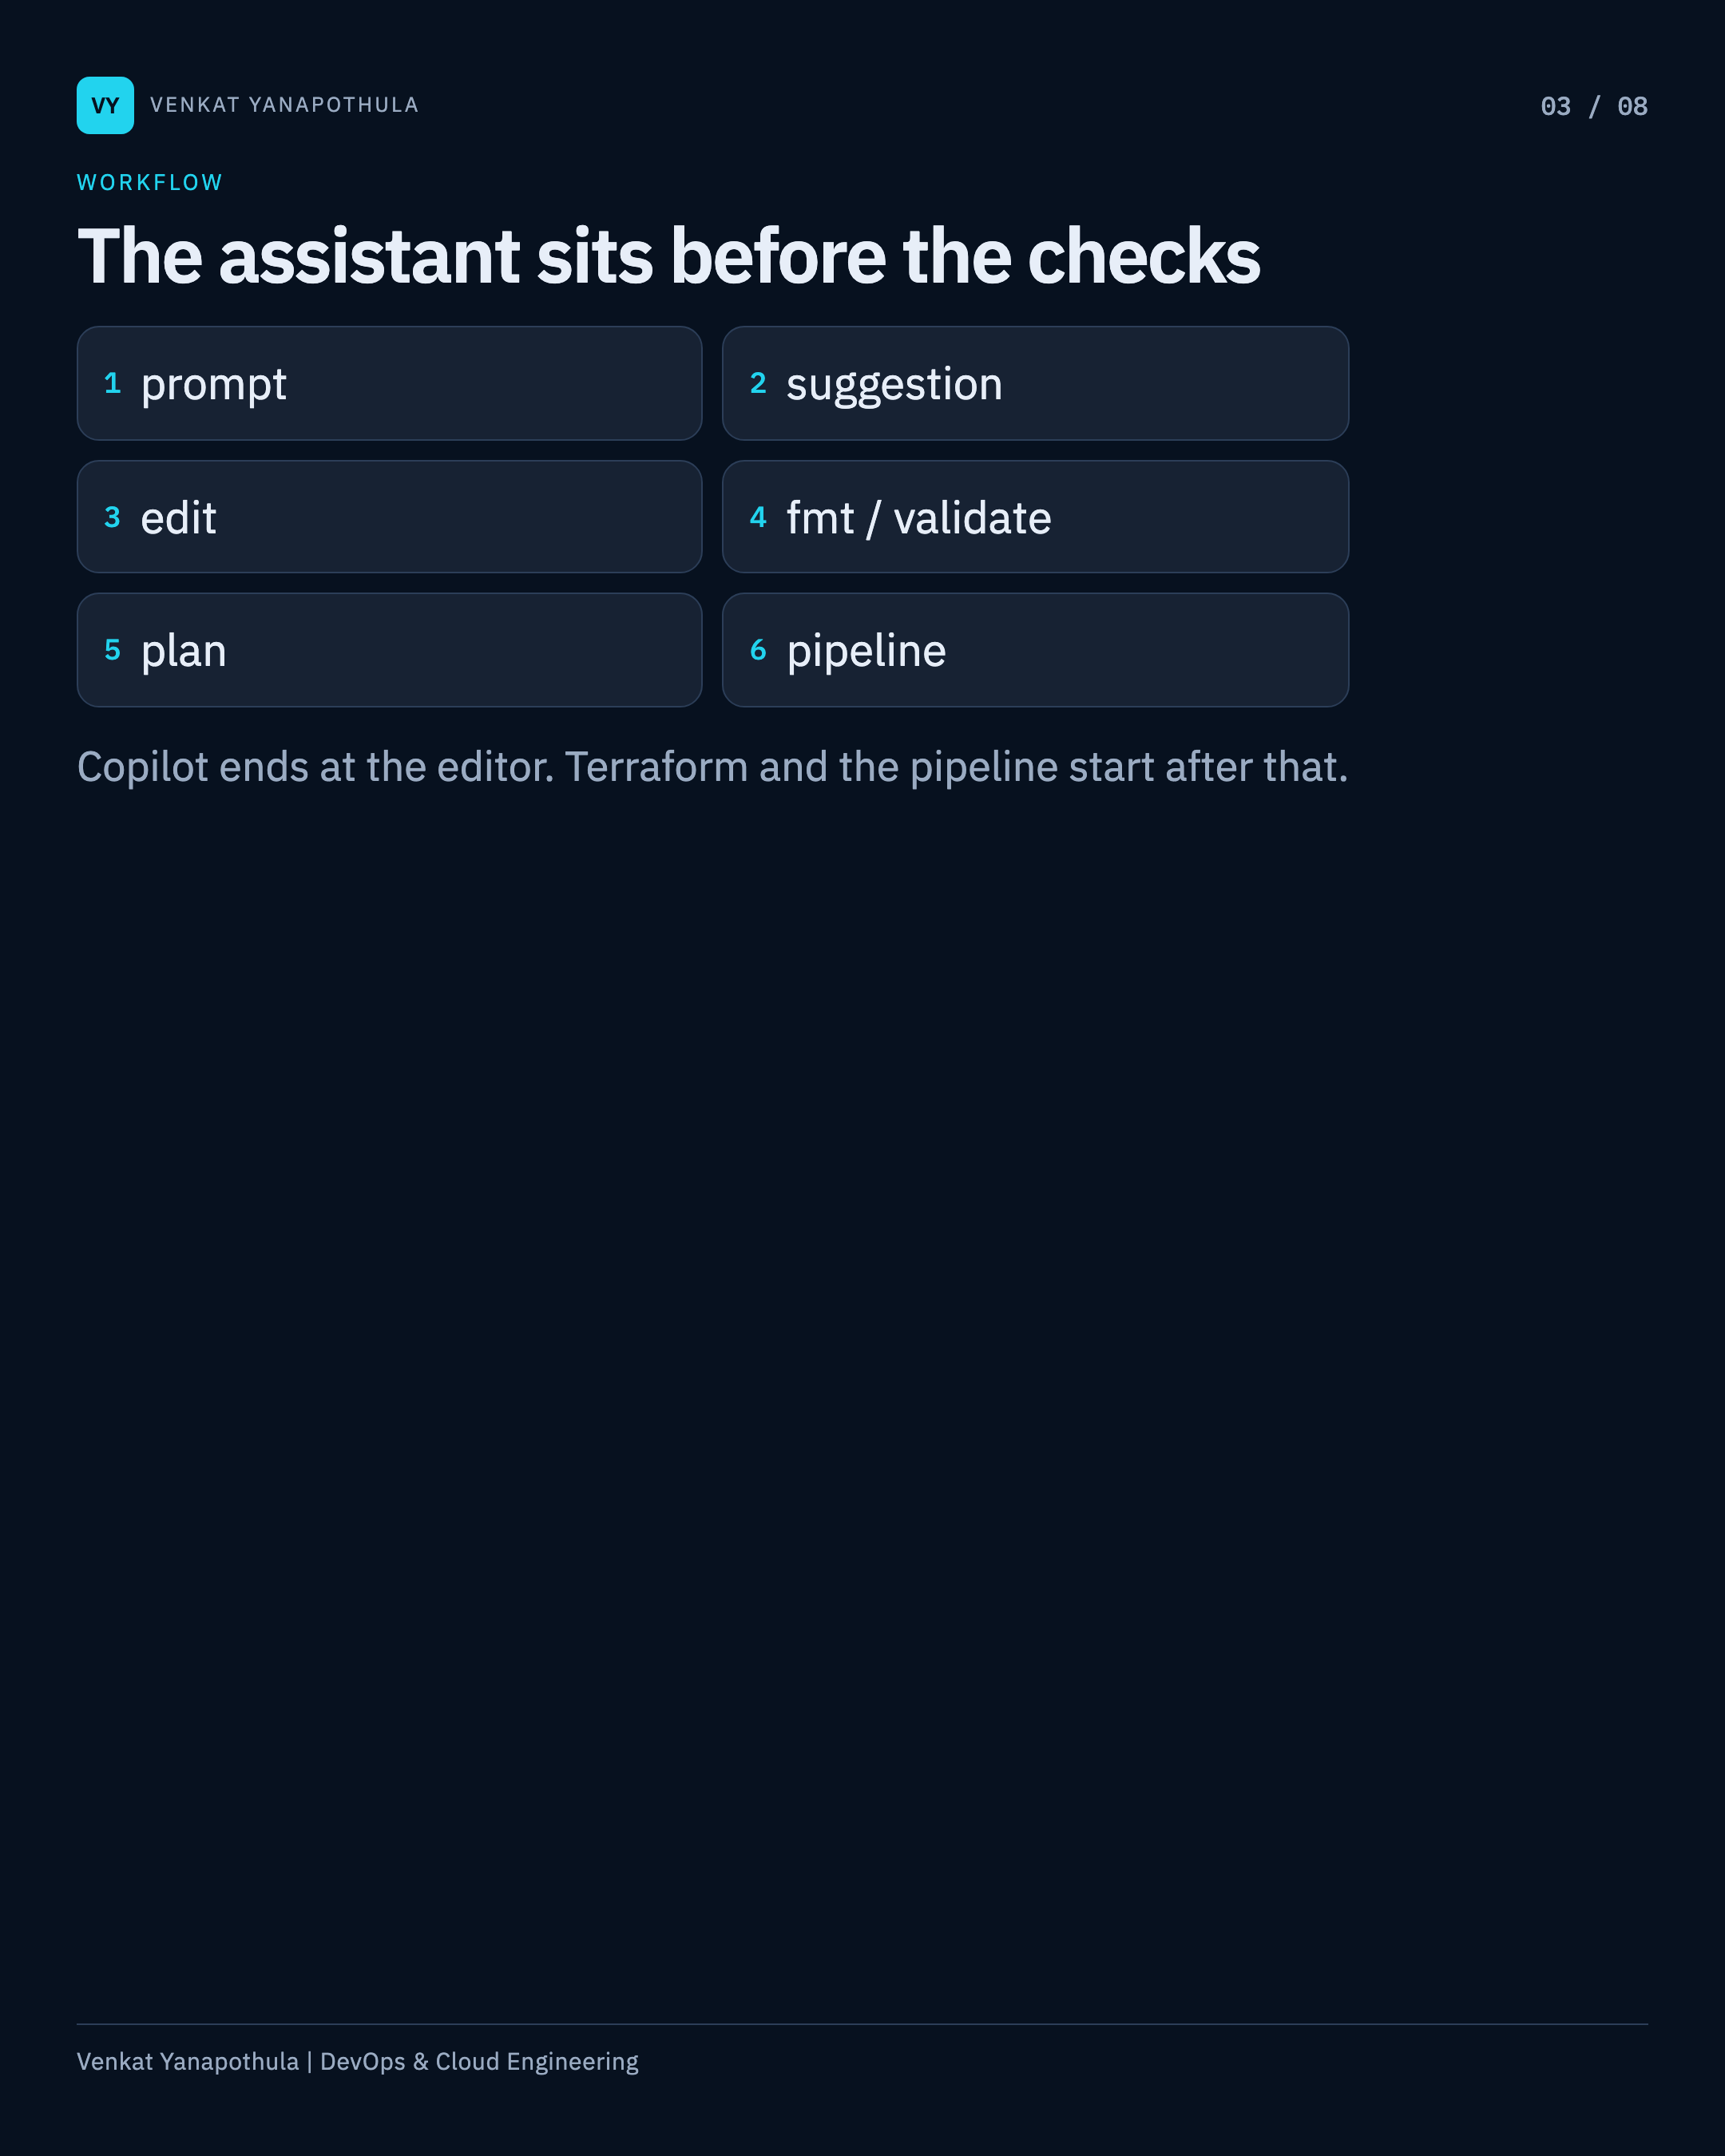 VY VENKAT YANAPOTHULA
03 / 08
WORKFLOW
The assistant sits before the checks
1 prompt
2 suggestion
3 edit
4 fmt / validate
5 plan
6 pipeline
Copilot ends at the editor. Terraform and the pipeline start after that.
Venkat Yanapothula | DevOps & Cloud Engineering